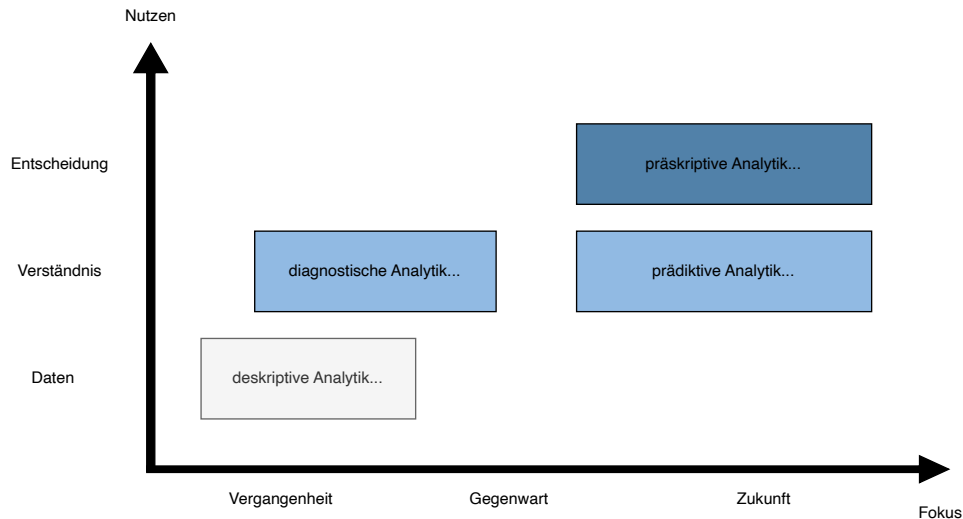 Nutzen
Entscheidung
präskriptive Analytik...
Verständnis
diagnostische Analytik...
prädiktive Analytik...
Daten
deskriptive Analytik...
Vergangenheit
Gegenwart
Zukunft
Fokus